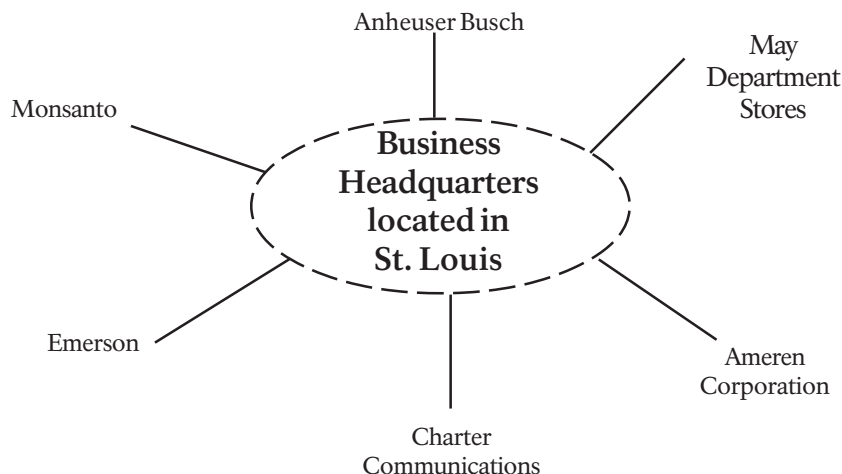 Anheuser Busch
May
Department
Stores
Monsanto
Business
Headquarters
located in
St. Louis
Emerson
Ameren
Corporation
Charter
Communications